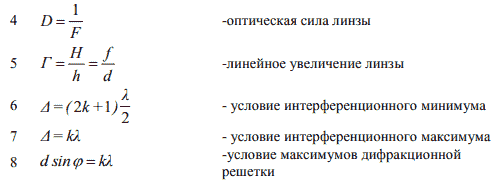 4 D = 1/F -оптическая сила линзы
5 Г = H/h = f/d -линейное увеличение линзы
6 Δ = (2k + 1) λ/2 - условие интерференционного минимума
7 Δ = kλ - условие интерференционного максимума
8 d sin φ = kλ -условие максимумов дифракционной
решетки